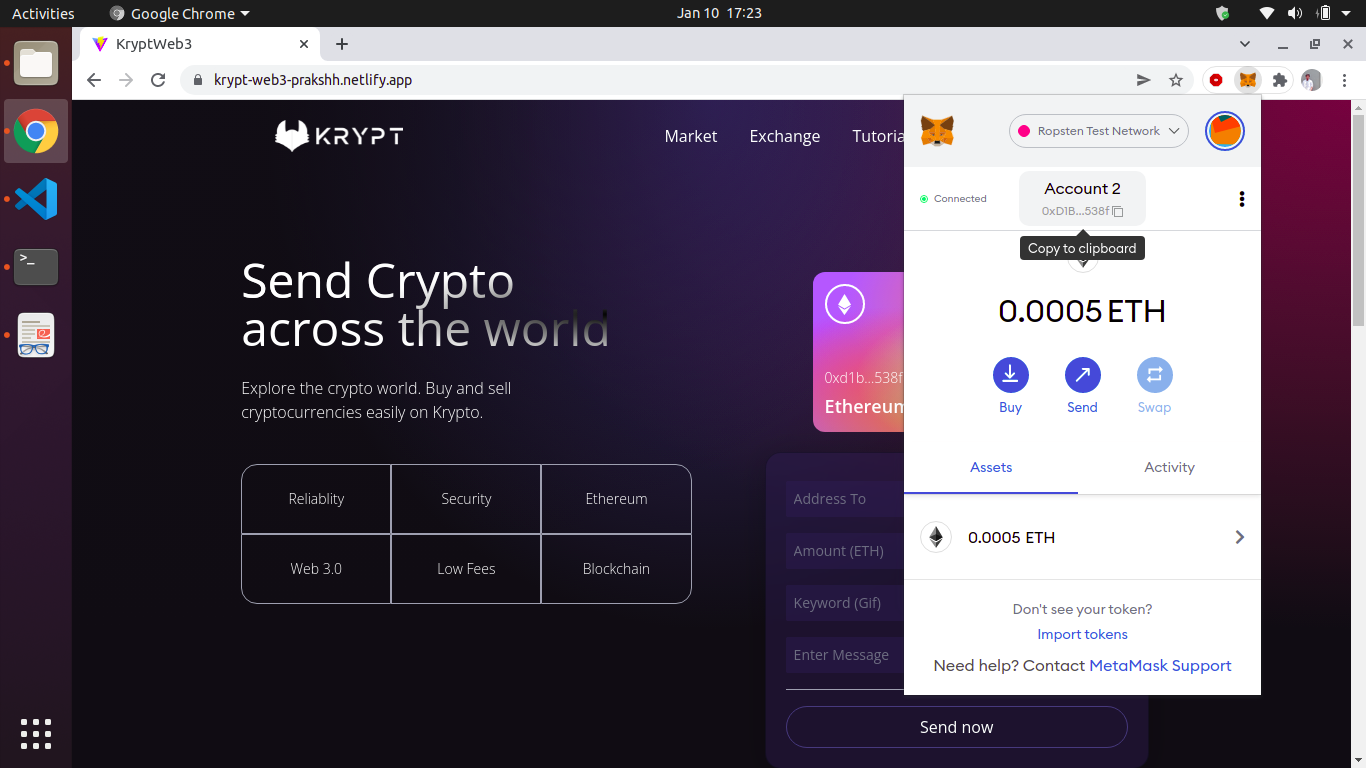 Activities
Google Chrome
Jan 10 17:23
KryptWeb3
krypt-web3-prakshh.netlify.app
KRYPT
Market
Exchange
Tutoria
Send Crypto
across the world
Explore the crypto world. Buy and sell
cryptocurrencies easily on Krypto.
Reliablity
Security
Ethereum
Web 3.0
Low Fees
Blockchain
0xd1b...538f
Ethereum
Address To
Amount (ETH)
Keyword (Gif)
Enter Message
Send now
Ropsten Test Network
Connected
Account 2
0xD1B...538f
Copy to clipboard
0.0005 ETH
Buy
Send
Swap
Assets
Activity
0.0005 ETH
Don't see your token?
Import tokens
Need help? Contact MetaMask Support